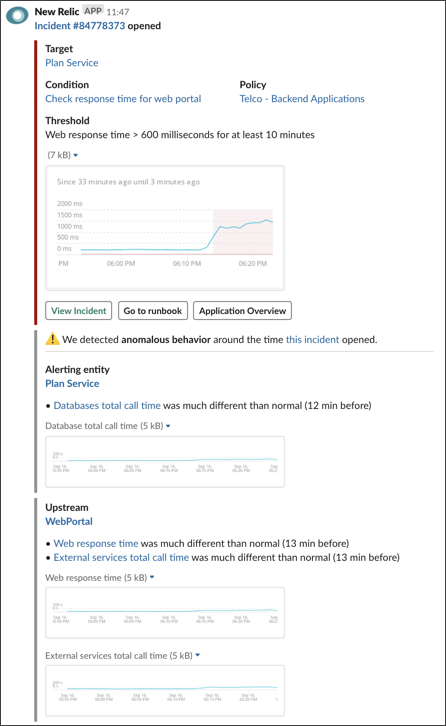 New Relic APP 11:47
Incident #84778373 opened
Target
Plan Service
Condition Policy
Check response time for web portal Telco - Backend Applications
Threshold
Web response time > 600 milliseconds for at least 10 minutes
(7 kB)
Since 33 minutes ago until 3 minutes ago
2000 ms
1500 ms
1000 ms
500 ms
0 ms
PM 06:00 PM 06:10 PM 06:20 PM
View Incident Go to runbook Application Overview
We detected anomalous behavior around the time this incident opened.
Alerting entity
Plan Service
• Databases total call time was much different than normal (12 min before)
Database total call time (5 kB)
Upstream
WebPortal
• Web response time was much different than normal (13 min before)
• External services total call time was much different than normal (13 min before)
Web response time (5 kB)
External services total call time (5 kB)